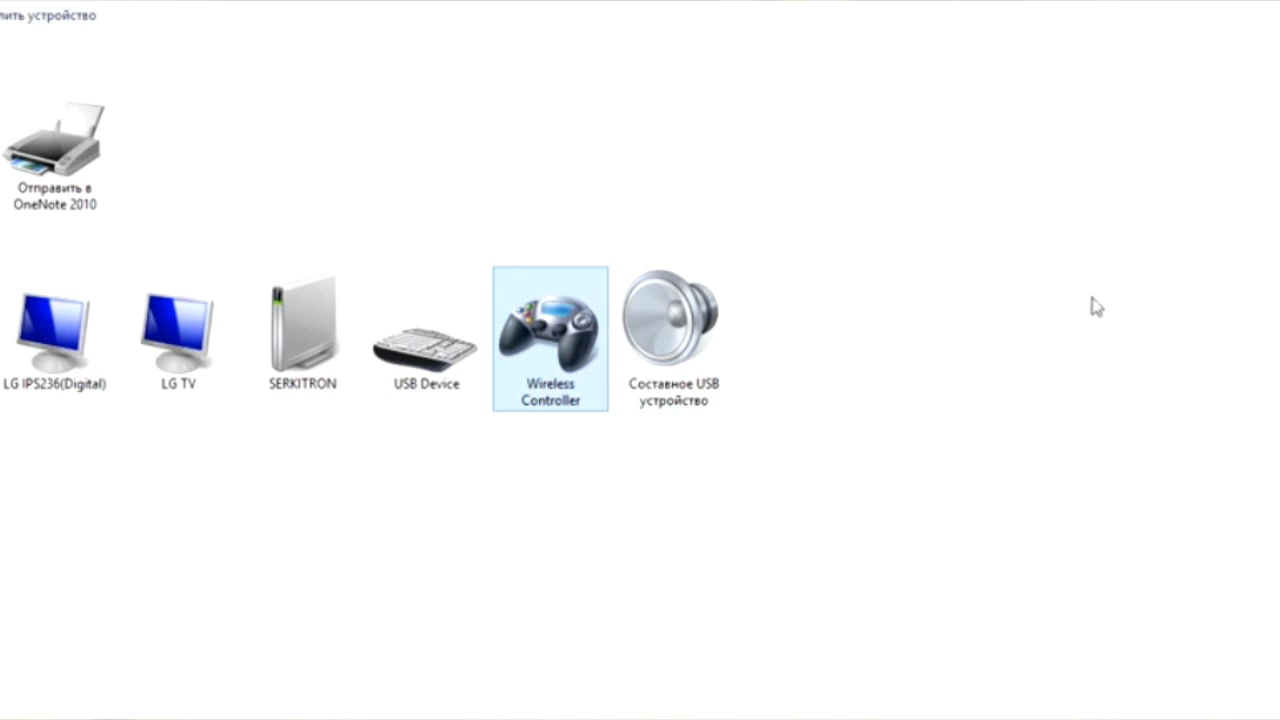 лить устройство
Отправить в
OneNote 2010
LG IPS236(Digital)
LG TV
SERKITRON
USB Device
Wireless
Controller
Составное USB
устройство